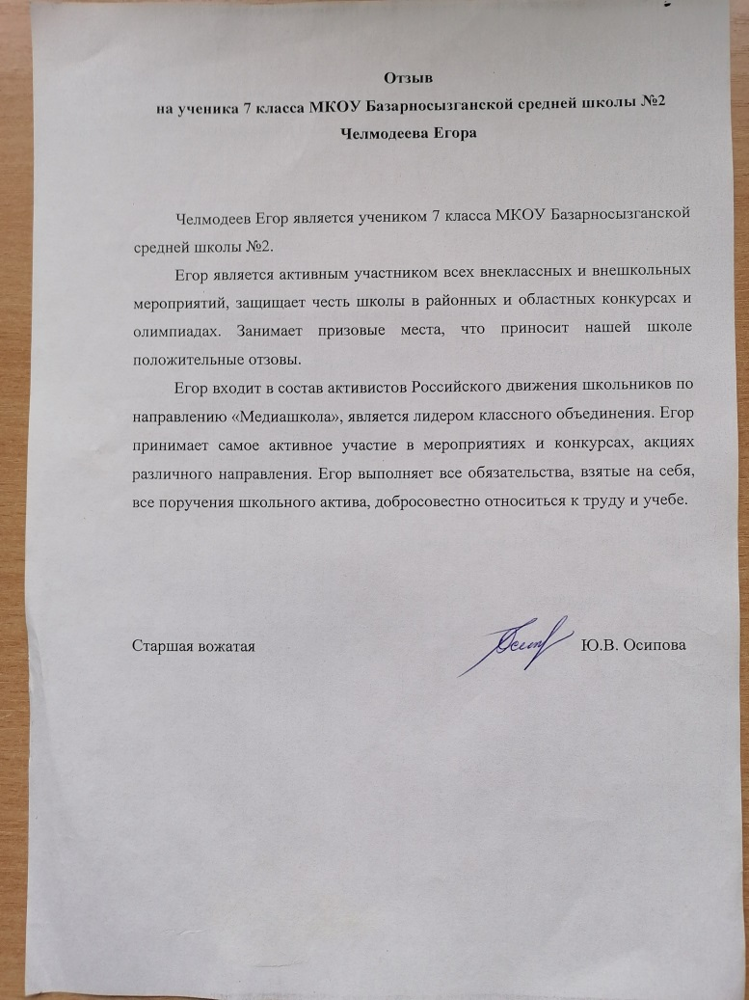 Отзыв
на ученика 7 класса МКОУ Базарносызганской средней школы №2
Челмодеева Егора
Челмодеев Егор является учеником 7 класса МКОУ Базарносызганской
средней школы №2.
Егор является активным участником всех внеклассных и внешкольных
мероприятий, защищает честь школы в районных и областных конкурсах и
олимпиадах. Занимает призовые места, что приносит нашей школе
положительные отзовы.
Егор входит в состав активистов Российского движения школьников по
направлению «Медиашкола», является лидером классного объединения. Егор
принимает самое активное участие в мероприятиях и конкурсах, акциях
различного направления. Егор выполняет все обязательства, взятые на себя,
все поручения школьного актива, добросовестно относиться к труду и учебе.
Старшая вожатая Ю.В. Осипова